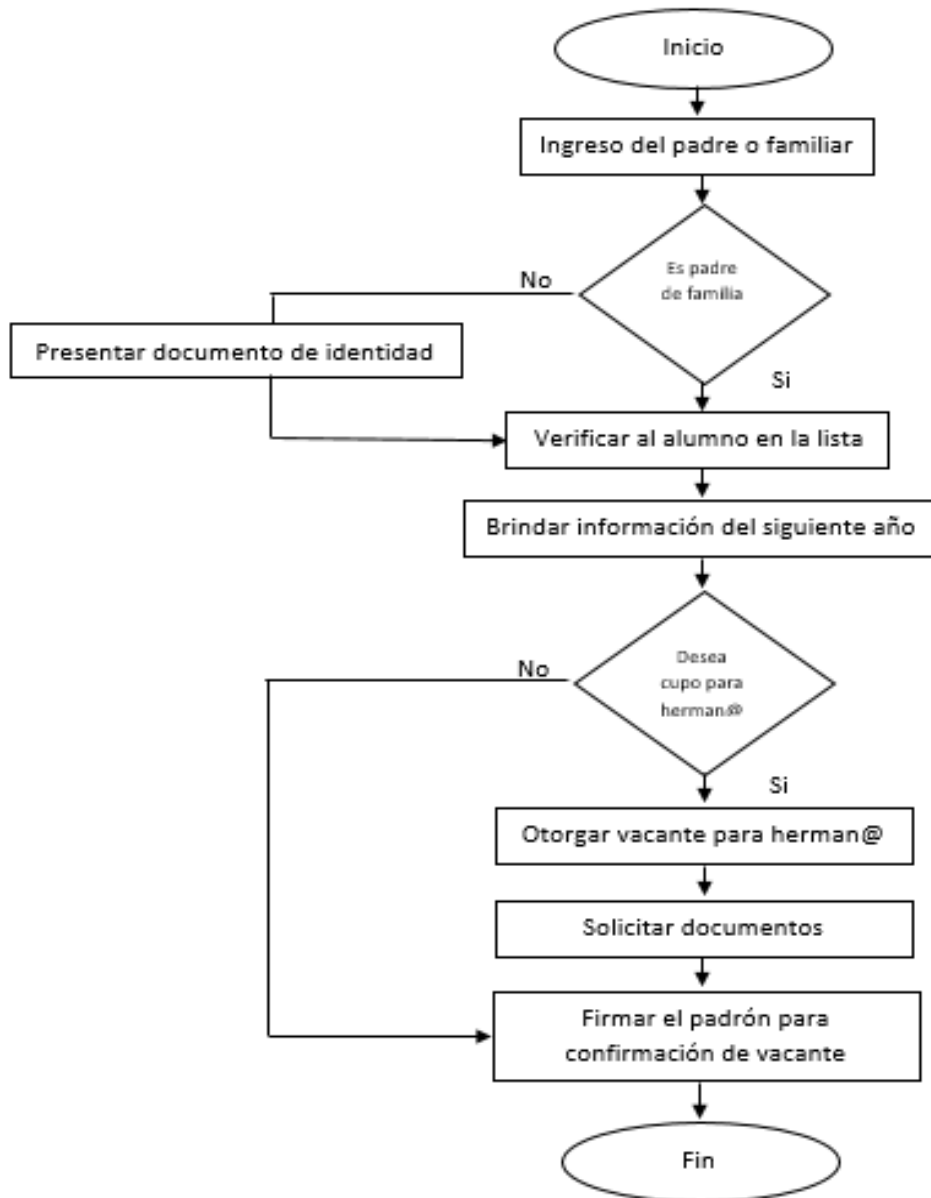 Inicio
Ingreso del padre o familiar
Es padre
de familia
No
Presentar documento de identidad
Si
Verificar al alumno en la lista
Brindar información del siguiente año
Desea
cupo para
herman@
No
Si
Otorgar vacante para herman@
Solicitar documentos
Firmar el padrón para
confirmación de vacante
Fin